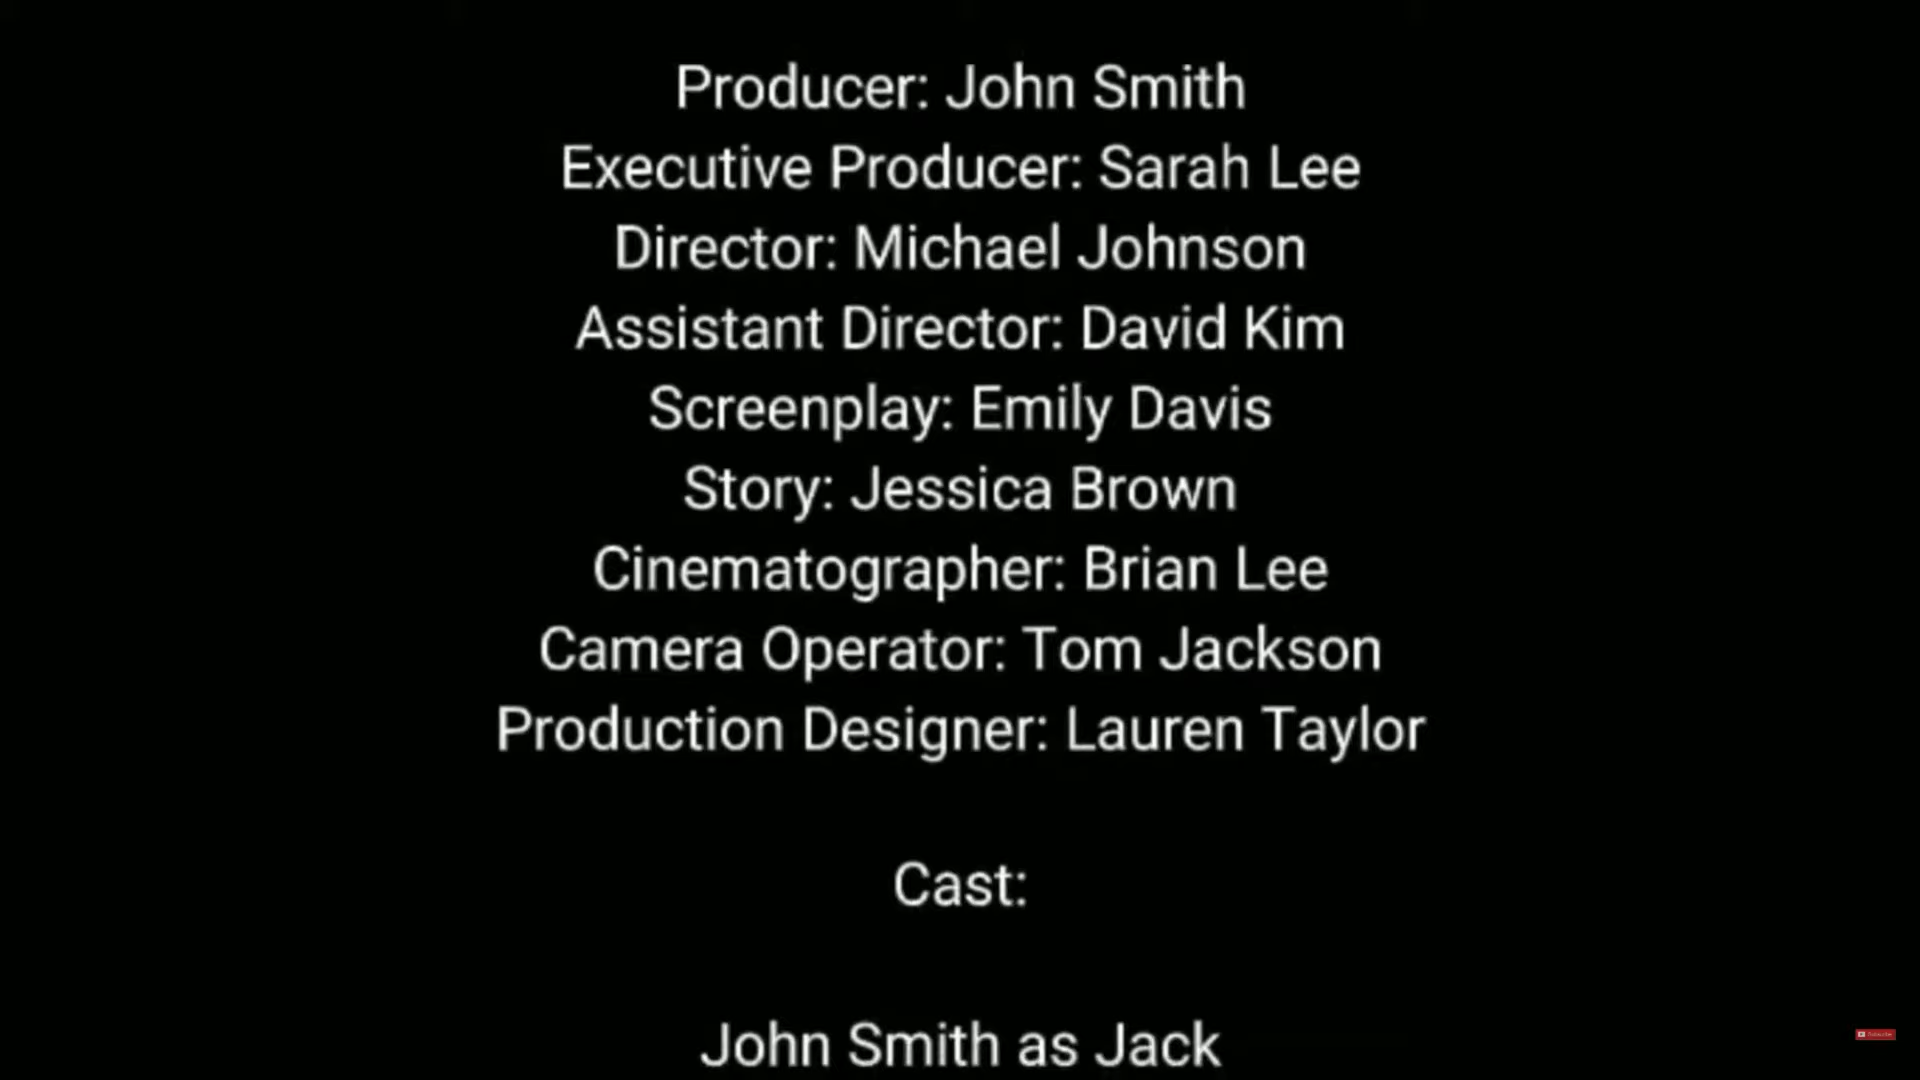 Producer: John Smith
Executive Producer: Sarah Lee
Director: Michael Johnson
Assistant Director: David Kim
Screenplay: Emily Davis
Story: Jessica Brown
Cinematographer: Brian Lee
Camera Operator: Tom Jackson
Production Designer: Lauren Taylor
Cast:
John Smith as Jack